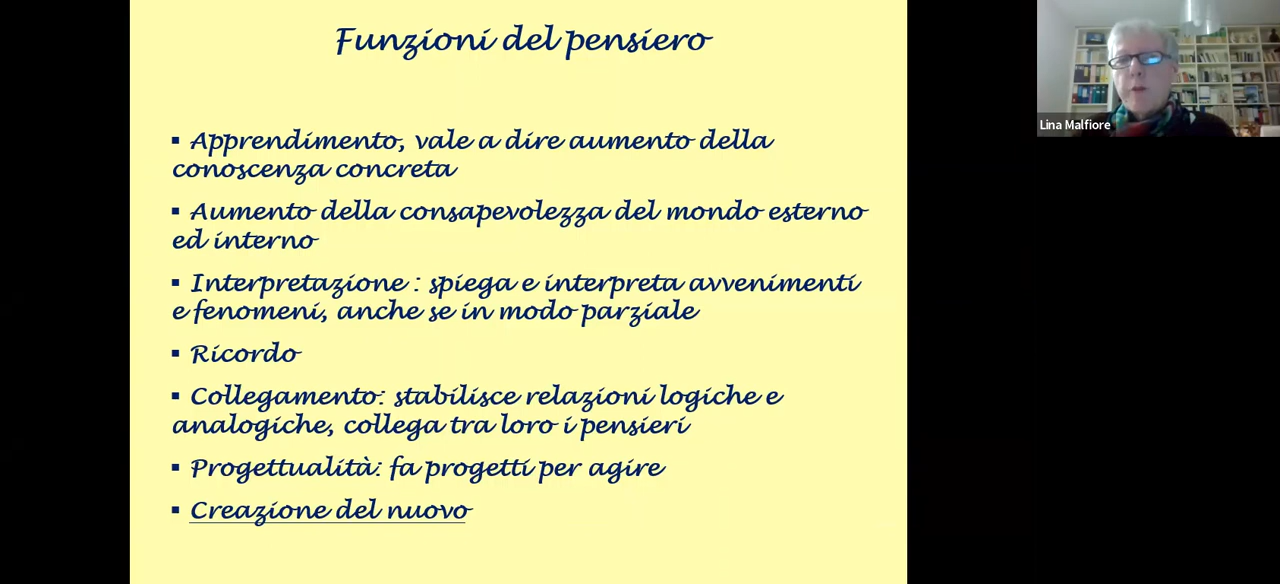 Funzioni del pensiero
▪ Apprendimento, vale a dire aumento della
conoscenza concreta
▪ Aumento della consapevolezza del mondo esterno
ed interno
▪ Interpretazione : spiega e interpreta avvenimenti
e fenomeni, anche se in modo parziale
▪ Ricordo
▪ Collegamento: stabilisce relazioni logiche e
analogiche, collega tra loro i pensieri
▪ Progettualità: fa progetti per agire
▪ Creazione del nuovo
Lina Malfiore